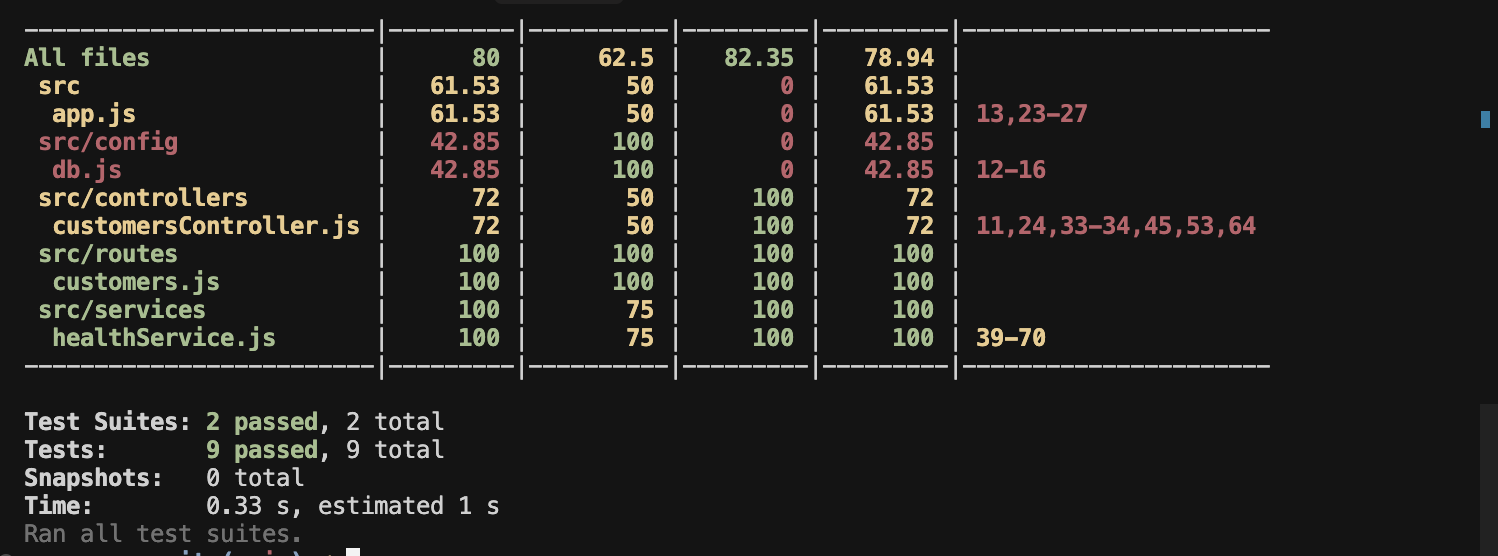 -------------------------|---------|----------|---------|---------|----------------------
All files                |      80 |     62.5 |   82.35 |   78.94 |
 src                     |   61.53 |       50 |       0 |   61.53 |
  app.js                 |   61.53 |       50 |       0 |   61.53 | 13,23-27
 src/config              |   42.85 |      100 |       0 |   42.85 |
  db.js                  |   42.85 |      100 |       0 |   42.85 | 12-16
 src/controllers         |      72 |       50 |     100 |      72 |
  customersController.js |      72 |       50 |     100 |      72 | 11,24,33-34,45,53,64
 src/routes              |     100 |      100 |     100 |     100 |
  customers.js           |     100 |      100 |     100 |     100 |
 src/services            |     100 |       75 |     100 |     100 |
  healthService.js       |     100 |       75 |     100 |     100 | 39-70
-------------------------|---------|----------|---------|---------|----------------------
Test Suites: 2 passed, 2 total
Tests:       9 passed, 9 total
Snapshots:   0 total
Time:        0.33 s, estimated 1 s
Ran all test suites.